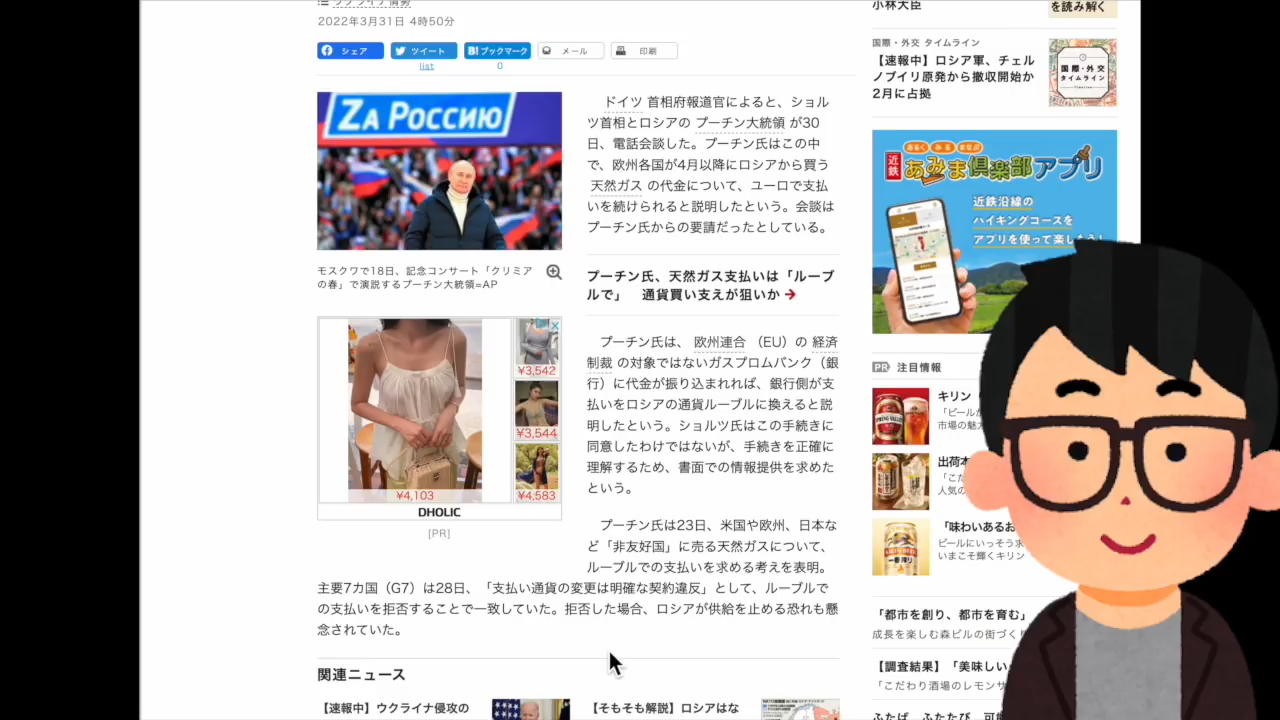 2022年3月31日 4時50分
シェア
ツイート
B!ブックマーク
メール
印刷
list
0
ZА РОССИЮ
モスクワで18日、記念コンサート「クリミア
の春」で演説するプーチン大統領=AP
¥3,542
¥3,544
¥4,103
¥4,583
DHOLIC
[PR]
ドイツ 首相府報道官によると、ショル
ツ首相とロシアの プーチン大統領 が30
日、電話会談した。プーチン氏はこの中
で、欧州各国が4月以降にロシアから買う
天然ガス の代金について、ユーロで支払
いを続けられると説明したという。会談は
プーチン氏からの要請だったとしている。
プーチン氏、天然ガス支払いは「ルーブ
ルで」 通貨買い支えが狙いか
プーチン氏は、 欧州連合 （EU）の 経済
制裁 の対象ではないガスプロムバンク（銀
行）に代金が振り込まれれば、銀行側が支
払いをロシアの通貨ルーブルに換えると説
明したという。ショルツ氏はこの手続きに
同意したわけではないが、手続きを正確に
理解するため、書面での情報提供を求めた
という。
プーチン氏は23日、米国や欧州、日本な
ど「非友好国」に売る天然ガスについて、
ルーブルでの支払いを求める考えを表明。
主要7カ国（G7）は28日、「支払い通貨の変更は明確な契約違反」として、ルーブルで
の支払いを拒否することで一致していた。拒否した場合、ロシアが供給を止める恐れも懸
念されていた。
関連ニュース
【速報中】ウクライナ侵攻の
【そもそも解説】ロシアはな
小林大臣
を読み解く
国際・外交 タイムライン
【速報中】ロシア軍、チェル
ノブイリ原発から撤収開始か
2月に占拠
国際・外交
タイムライン
あるく みる まなぶ
近鉄
あみま倶楽部アプリ
近鉄沿線の
ハイキングコースを
アプリを使って楽しもう！
PR 注目情報
キリン
「ビールカ
市場の魅力
出荷本
「こだ
人気の
「味わいあるお
ビールにいっそう求
いまこそ輝くキリン
「都市を創り、都市を育む」
成長を楽しむ森ビルの街づくり
【調査結果】「美味しい
「こだわり酒場のレモンサ